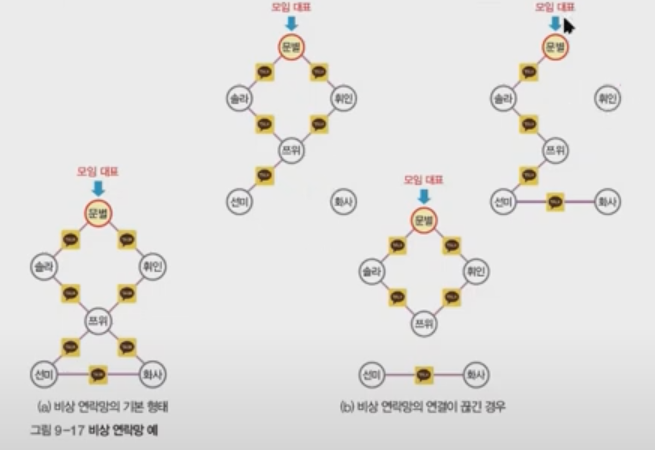 모임 대표
문별
솔라
휘인
쯔위
선미
화사
모임 대표
문별
솔라
휘인
쯔위
선미
화사
모임 대표
문별
솔라
휘인
쯔위
선미
화사
모임 대표
문별
솔라
휘인
쯔위
선미
화사
(a) 비상 연락망의 기본 형태
(b) 비상 연락망의 연결이 끊긴 경우
그림 9-17 비상 연락망 예